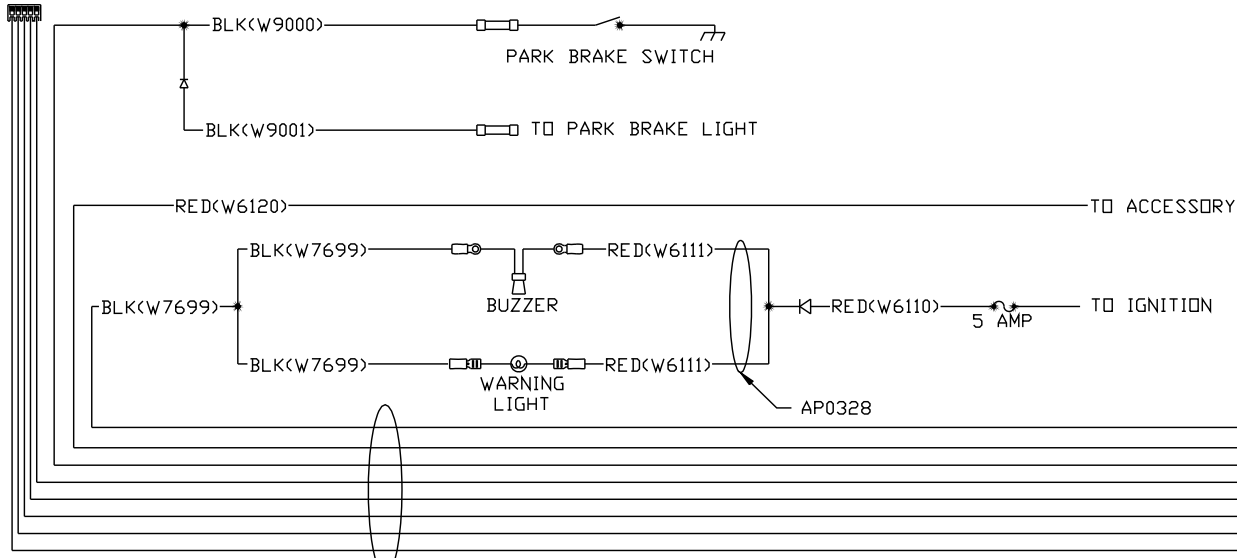 BLK(W9000)
PARK BRAKE SWITCH
BLK(W9001)
TO PARK BRAKE LIGHT
RED(W6120)
TO ACCESSORY
BLK(W7699)
RED(W6111)
BUZZER
BLK(W7699)
RED(W6110)
5 AMP
TO IGNITION
BLK(W7699)
RED(W6111)
WARNING
LIGHT
AP0328